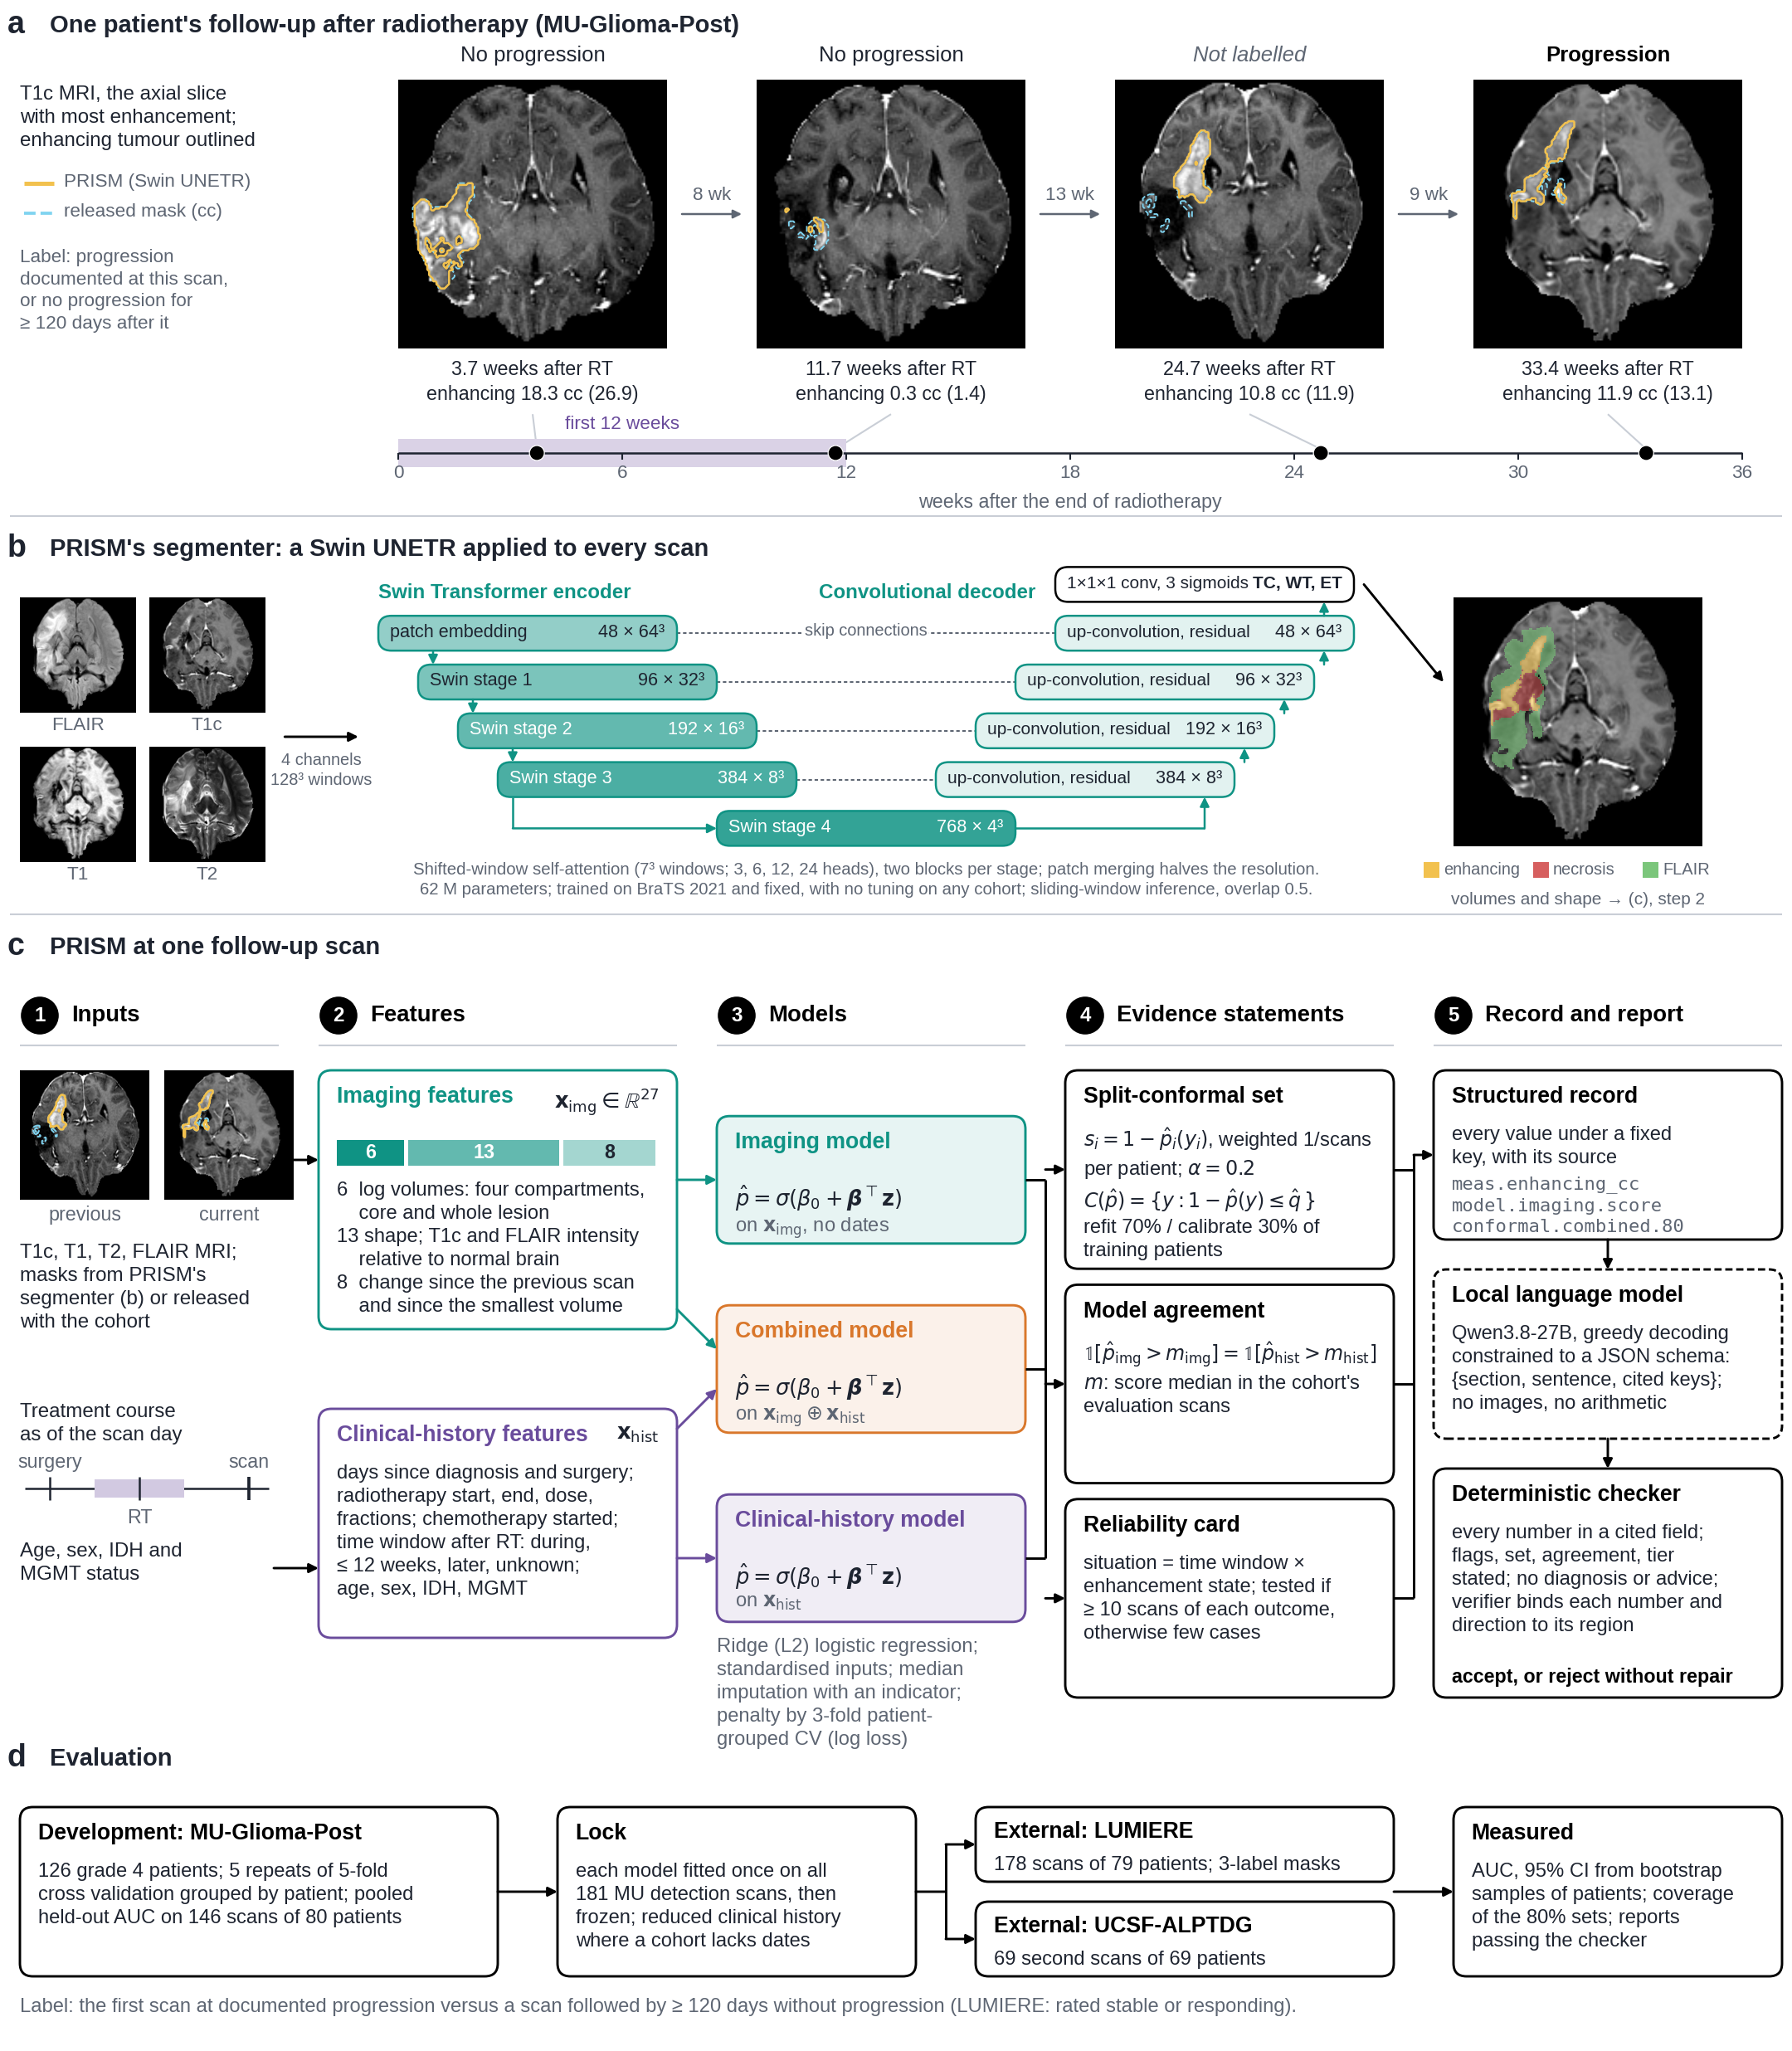 a One patient's follow-up after radiotherapy (MU-Glioma-Post)
No progression
No progression
Not labelled
Progression
T1c MRI, the axial slice
with most enhancement;
enhancing tumour outlined
PRISM (Swin UNETR)
released mask (cc)
Label: progression
documented at this scan,
or no progression for
≥ 120 days after it
8 wk
13 wk
9 wk
3.7 weeks after RT
enhancing 18.3 cc (26.9)
11.7 weeks after RT
enhancing 0.3 cc (1.4)
24.7 weeks after RT
enhancing 10.8 cc (11.9)
33.4 weeks after RT
enhancing 11.9 cc (13.1)
first 12 weeks
0 6 12 18 24 30 36
weeks after the end of radiotherapy
b PRISM's segmenter: a Swin UNETR applied to every scan
FLAIR
T1c
T1
T2
4 channels
128³ windows
Swin Transformer encoder
Convolutional decoder
1×1×1 conv, 3 sigmoids TC, WT, ET
patch embedding 48 × 64³
skip connections
up-convolution, residual 48 × 64³
Swin stage 1 96 × 32³
up-convolution, residual 96 × 32³
Swin stage 2 192 × 16³
up-convolution, residual 192 × 16³
Swin stage 3 384 × 8³
up-convolution, residual 384 × 8³
Swin stage 4 768 × 4³
Shifted-window self-attention (7³ windows; 3, 6, 12, 24 heads), two blocks per stage; patch merging halves the resolution.
62 M parameters; trained on BraTS 2021 and fixed, with no tuning on any cohort; sliding-window inference, overlap 0.5.
enhancing necrosis FLAIR
volumes and shape → (c), step 2
c PRISM at one follow-up scan
1 Inputs
previous
current
T1c, T1, T2, FLAIR MRI;
masks from PRISM's
segmenter (b) or released
with the cohort
Treatment course
as of the scan day
surgery
scan
RT
Age, sex, IDH and
MGMT status
2 Features
Imaging features x_img ∈ ℝ²⁷
6 13 8
6 log volumes: four compartments,
core and whole lesion
13 shape; T1c and FLAIR intensity
relative to normal brain
8 change since the previous scan
and since the smallest volume
Clinical-history features x_hist
days since diagnosis and surgery;
radiotherapy start, end, dose,
fractions; chemotherapy started;
time window after RT: during,
≤ 12 weeks, later, unknown;
age, sex, IDH, MGMT
3 Models
Imaging model
p̂ = σ(β₀ + β⊤ z)
on x_img, no dates
Combined model
p̂ = σ(β₀ + β⊤ z)
on x_img ⊕ x_hist
Clinical-history model
p̂ = σ(β₀ + β⊤ z)
on x_hist
Ridge (L2) logistic regression;
standardised inputs; median
imputation with an indicator;
penalty by 3-fold patient-
grouped CV (log loss)
4 Evidence statements
Split-conformal set
s_i = 1 − p̂_i(y_i), weighted 1/scans
per patient; α = 0.2
C(p̂) = {y : 1 − p̂(y) ≤ q̂ }
refit 70% / calibrate 30% of
training patients
Model agreement
𝟙[p̂_img > m_img] = 𝟙[p̂_hist > m_hist]
m: score median in the cohort's
evaluation scans
Reliability card
situation = time window ×
enhancement state; tested if
≥ 10 scans of each outcome,
otherwise few cases
5 Record and report
Structured record
every value under a fixed
key, with its source
meas.enhancing_cc
model.imaging.score
conformal.combined.80
Local language model
Qwen3.8-27B, greedy decoding
constrained to a JSON schema:
{section, sentence, cited keys};
no images, no arithmetic
Deterministic checker
every number in a cited field;
flags, set, agreement, tier
stated; no diagnosis or advice;
verifier binds each number and
direction to its region
accept, or reject without repair
d Evaluation
Development: MU-Glioma-Post
126 grade 4 patients; 5 repeats of 5-fold
cross validation grouped by patient; pooled
held-out AUC on 146 scans of 80 patients
Lock
each model fitted once on all
181 MU detection scans, then
frozen; reduced clinical history
where a cohort lacks dates
External: LUMIERE
178 scans of 79 patients; 3-label masks
External: UCSF-ALPTDG
69 second scans of 69 patients
Measured
AUC, 95% CI from bootstrap
samples of patients; coverage
of the 80% sets; reports
passing the checker
Label: the first scan at documented progression versus a scan followed by ≥ 120 days without progression (LUMIERE: rated stable or responding).